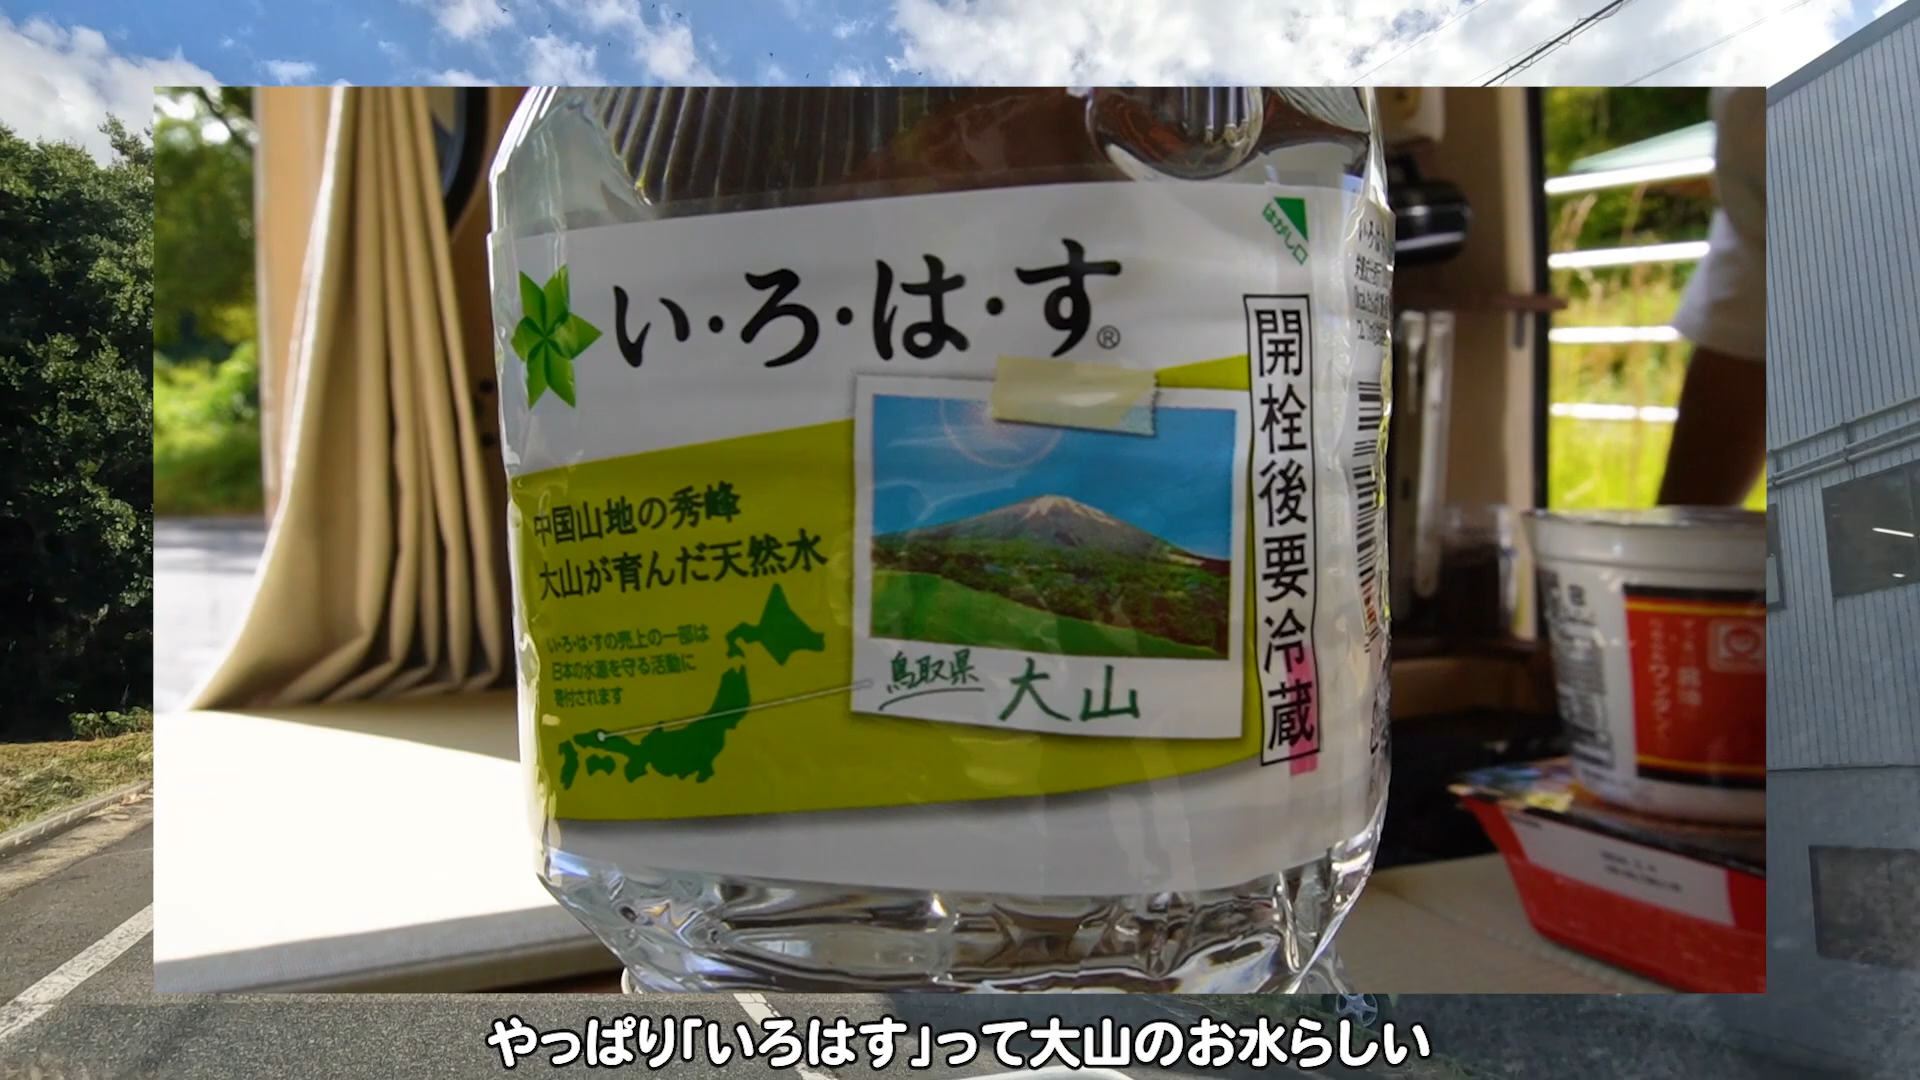 い・ろ・は・す®
はがし口
開栓後要冷蔵
中国山地の秀峰
大山が育んだ天然水
い・ろ・は・すの売上の一部は
日本の水源を守る活動に
寄付されます
鳥取県 大山
ワンタン
やっぱり「いろはす」って大山のお水らしい